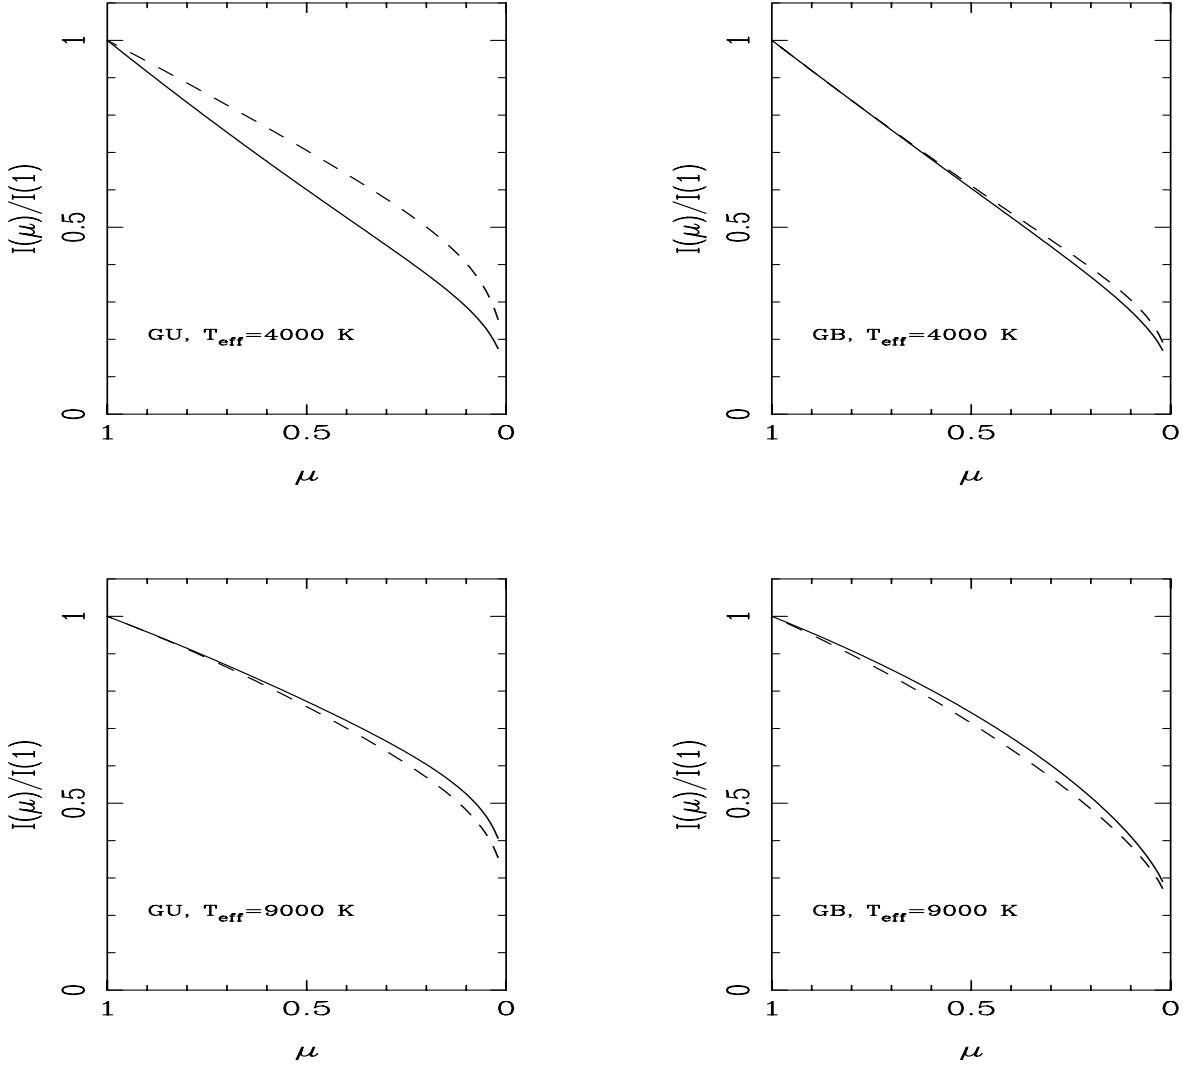 1
0.5
0
I(μ)/I(1)
GU, Teff=4000 K
1 0.5 0
μ
1
0.5
0
I(μ)/I(1)
GB, Teff=4000 K
1 0.5 0
μ
1
0.5
0
I(μ)/I(1)
GU, Teff=9000 K
1 0.5 0
μ
1
0.5
0
I(μ)/I(1)
GB, Teff=9000 K
1 0.5 0
μ